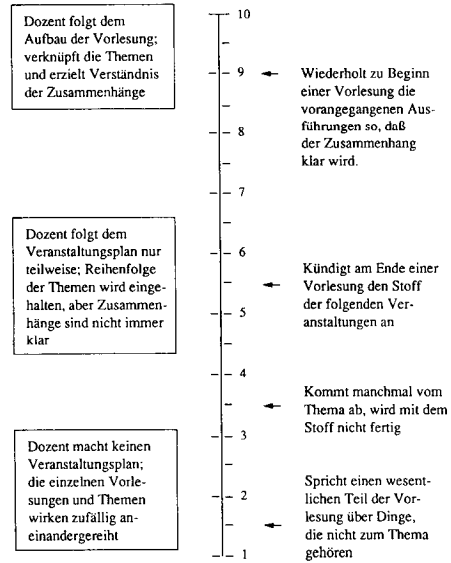 Dozent folgt dem
Aufbau der Vorlesung;
verknüpft die Themen
und erzielt Verständnis
der Zusammenhänge
10
9
8
7
6
5
4
3
2
1
Wiederholt zu Beginn
einer Vorlesung die
vorangegangenen Aus-
führungen so, daß
der Zusammenhang
klar wird.
Dozent folgt dem
Veranstaltungsplan nur
teilweise; Reihenfolge
der Themen wird einge-
halten, aber Zusammen-
hänge sind nicht immer
klar
Kündigt am Ende einer
Vorlesung den Stoff
der folgenden Ver-
anstaltungen an
Kommt manchmal vom
Thema ab, wird mit dem
Stoff nicht fertig
Dozent macht keinen
Veranstaltungsplan;
die einzelnen Vorle-
sungen und Themen
wirken zufällig an-
einandergereiht
Spricht einen wesent-
lichen Teil der Vor-
lesung über Dinge,
die nicht zum Thema
gehören